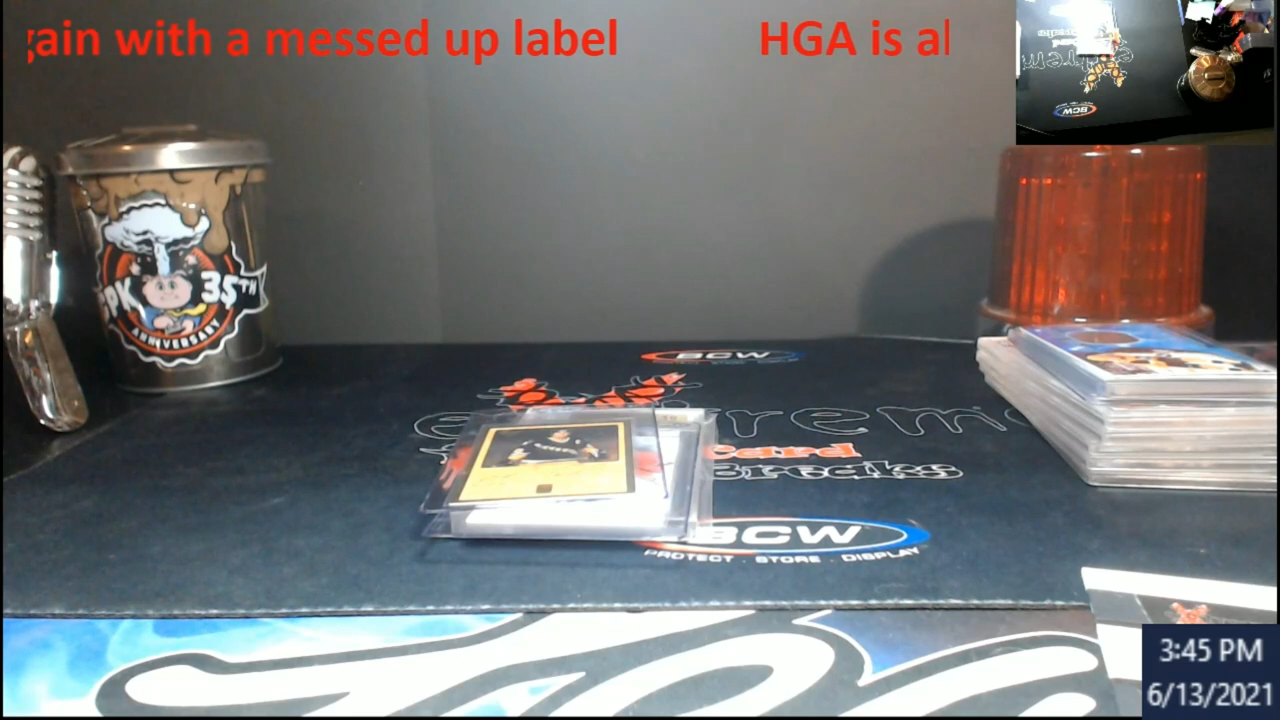 ain with a messed up label
HGA is al
GPK 35TH
ANNIVERSARY
BCW
extreme
Card
Breaks
BCW
PROTECT . STORE . DISPLAY
3:45 PM
6/13/2021